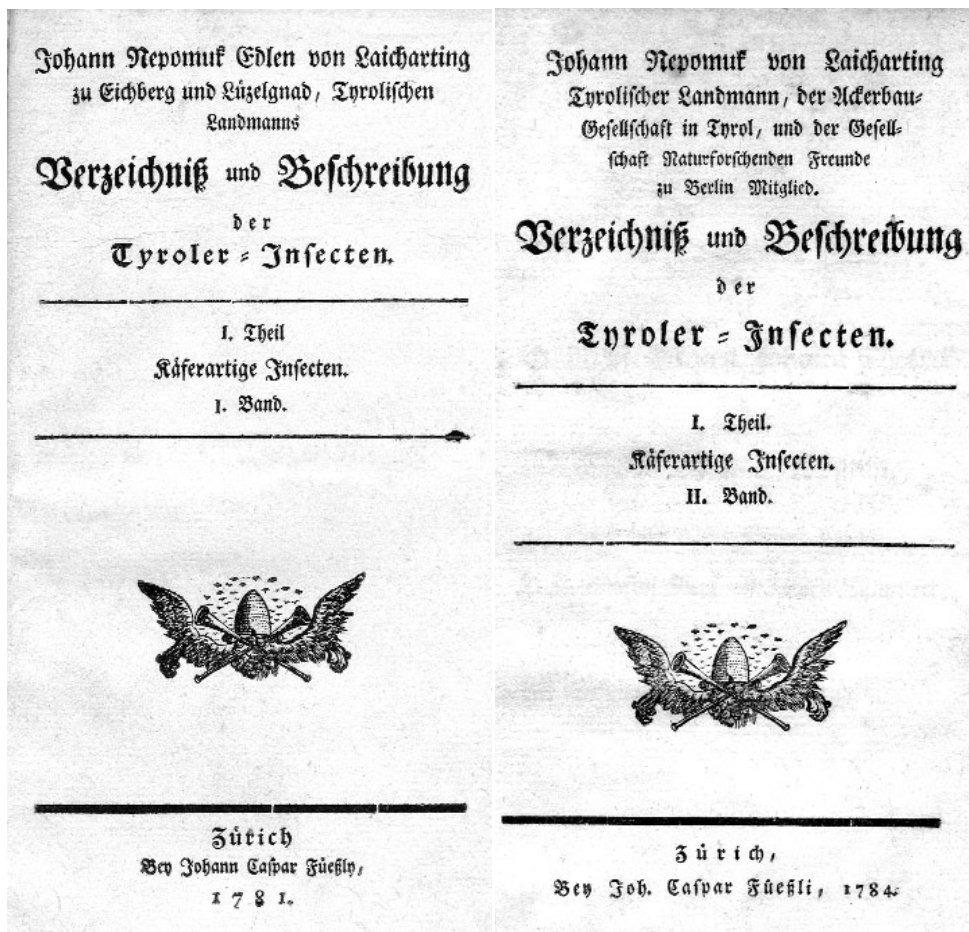 Johann Nepomuk Edlen von Laicharting
zu Eichberg und Lüzelgnad, Tyrolischen
Landmanns
Verzeichniß und Beschreibung
der
Tyroler = Insecten.
I. Theil
Käferartige Insecten.
I. Band.
Zürich
Bey Johann Caspar Füeßly,
1781.
Johann Nepomuk von Laicharting
Tyrolischer Landmann, der Ackerbau=
Gesellschaft in Tyrol, und der Gesell=
schaft Naturforschenden Freunde
zu Berlin Mitglied.
Verzeichniß und Beschreibung
der
Tyroler = Insecten.
I. Theil.
Käferartige Insecten.
II. Band.
Zürich,
Bey Joh. Caspar Füeßli, 1784.